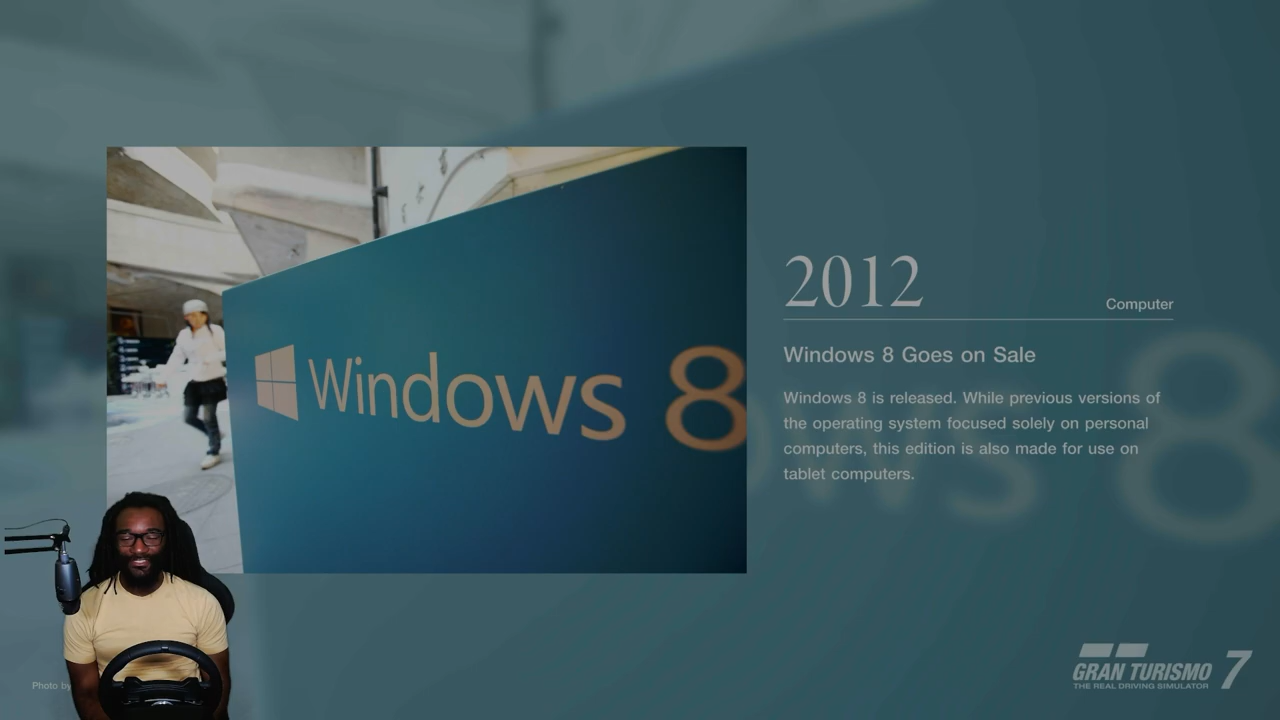 Windows 8
2012
Computer
Windows 8 Goes on Sale
Windows 8 is released. While previous versions of
the operating system focused solely on personal
computers, this edition is also made for use on
tablet computers.
Photo by
GRAN TURISMO 7
THE REAL DRIVING SIMULATOR